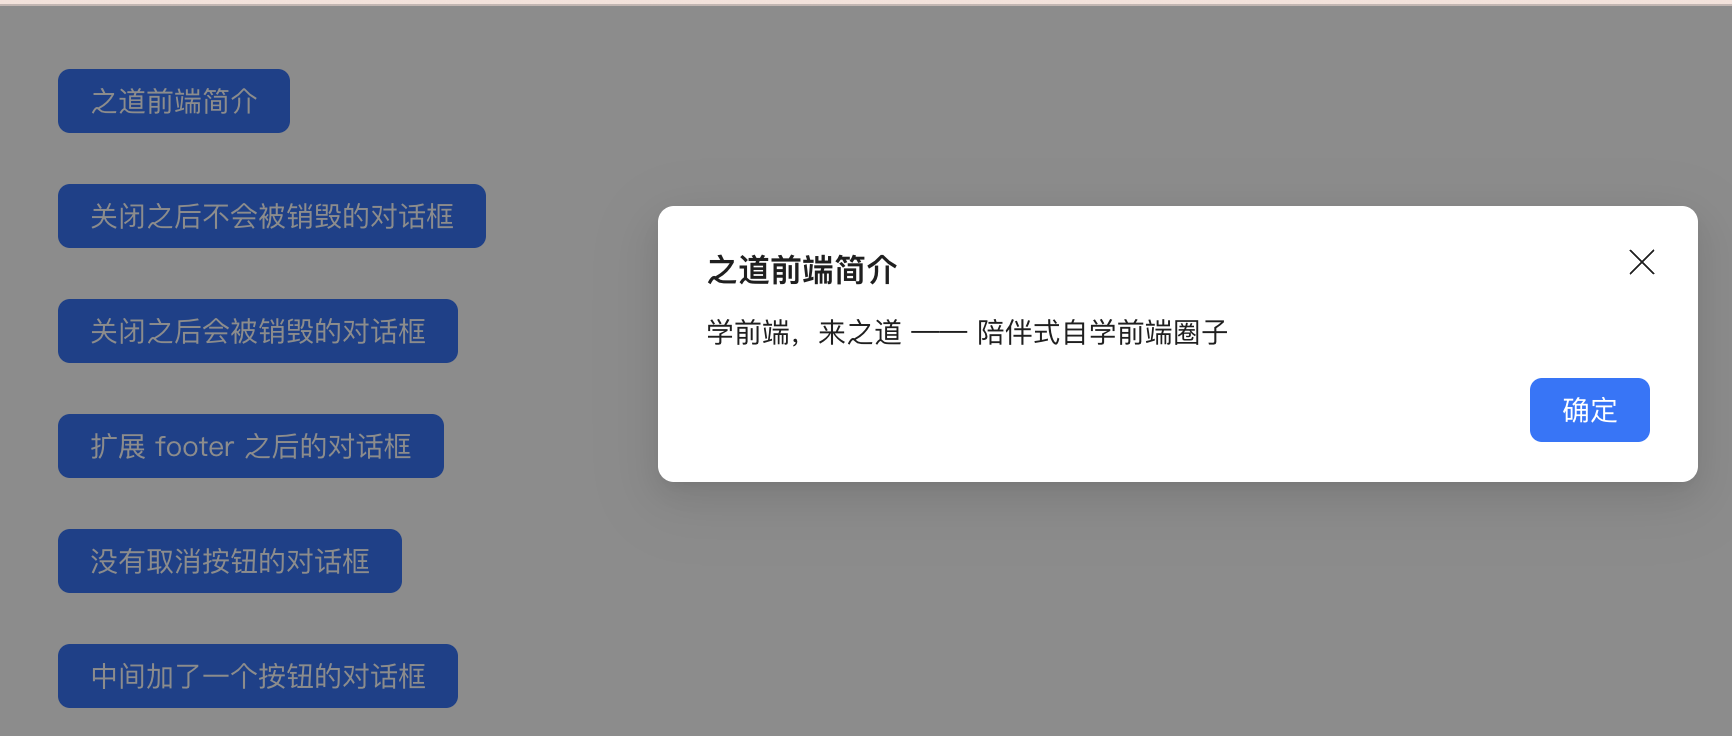 之道前端简介
关闭之后不会被销毁的对话框
关闭之后会被销毁的对话框
扩展 footer 之后的对话框
没有取消按钮的对话框
中间加了一个按钮的对话框
之道前端简介
学前端，来之道 —— 陪伴式自学前端圈子
确定